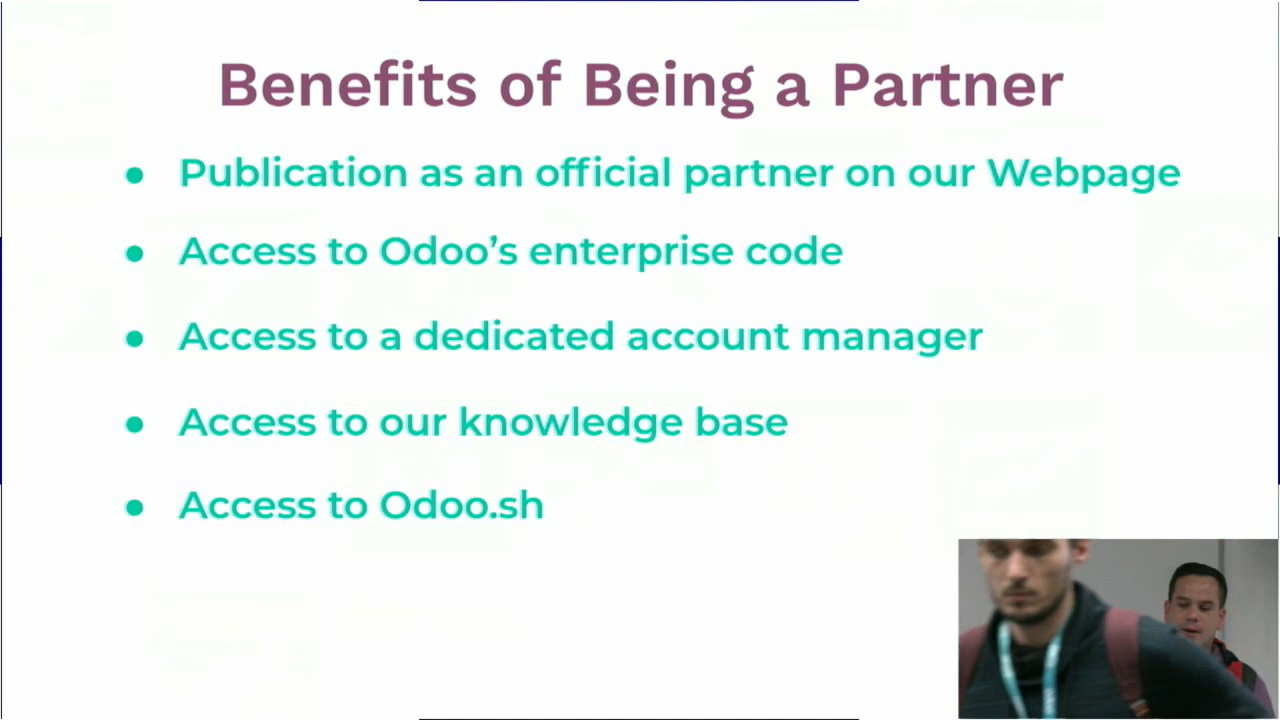 Benefits of Being a Partner
● Publication as an official partner on our Webpage
● Access to Odoo’s enterprise code
● Access to a dedicated account manager
● Access to our knowledge base
● Access to Odoo.sh